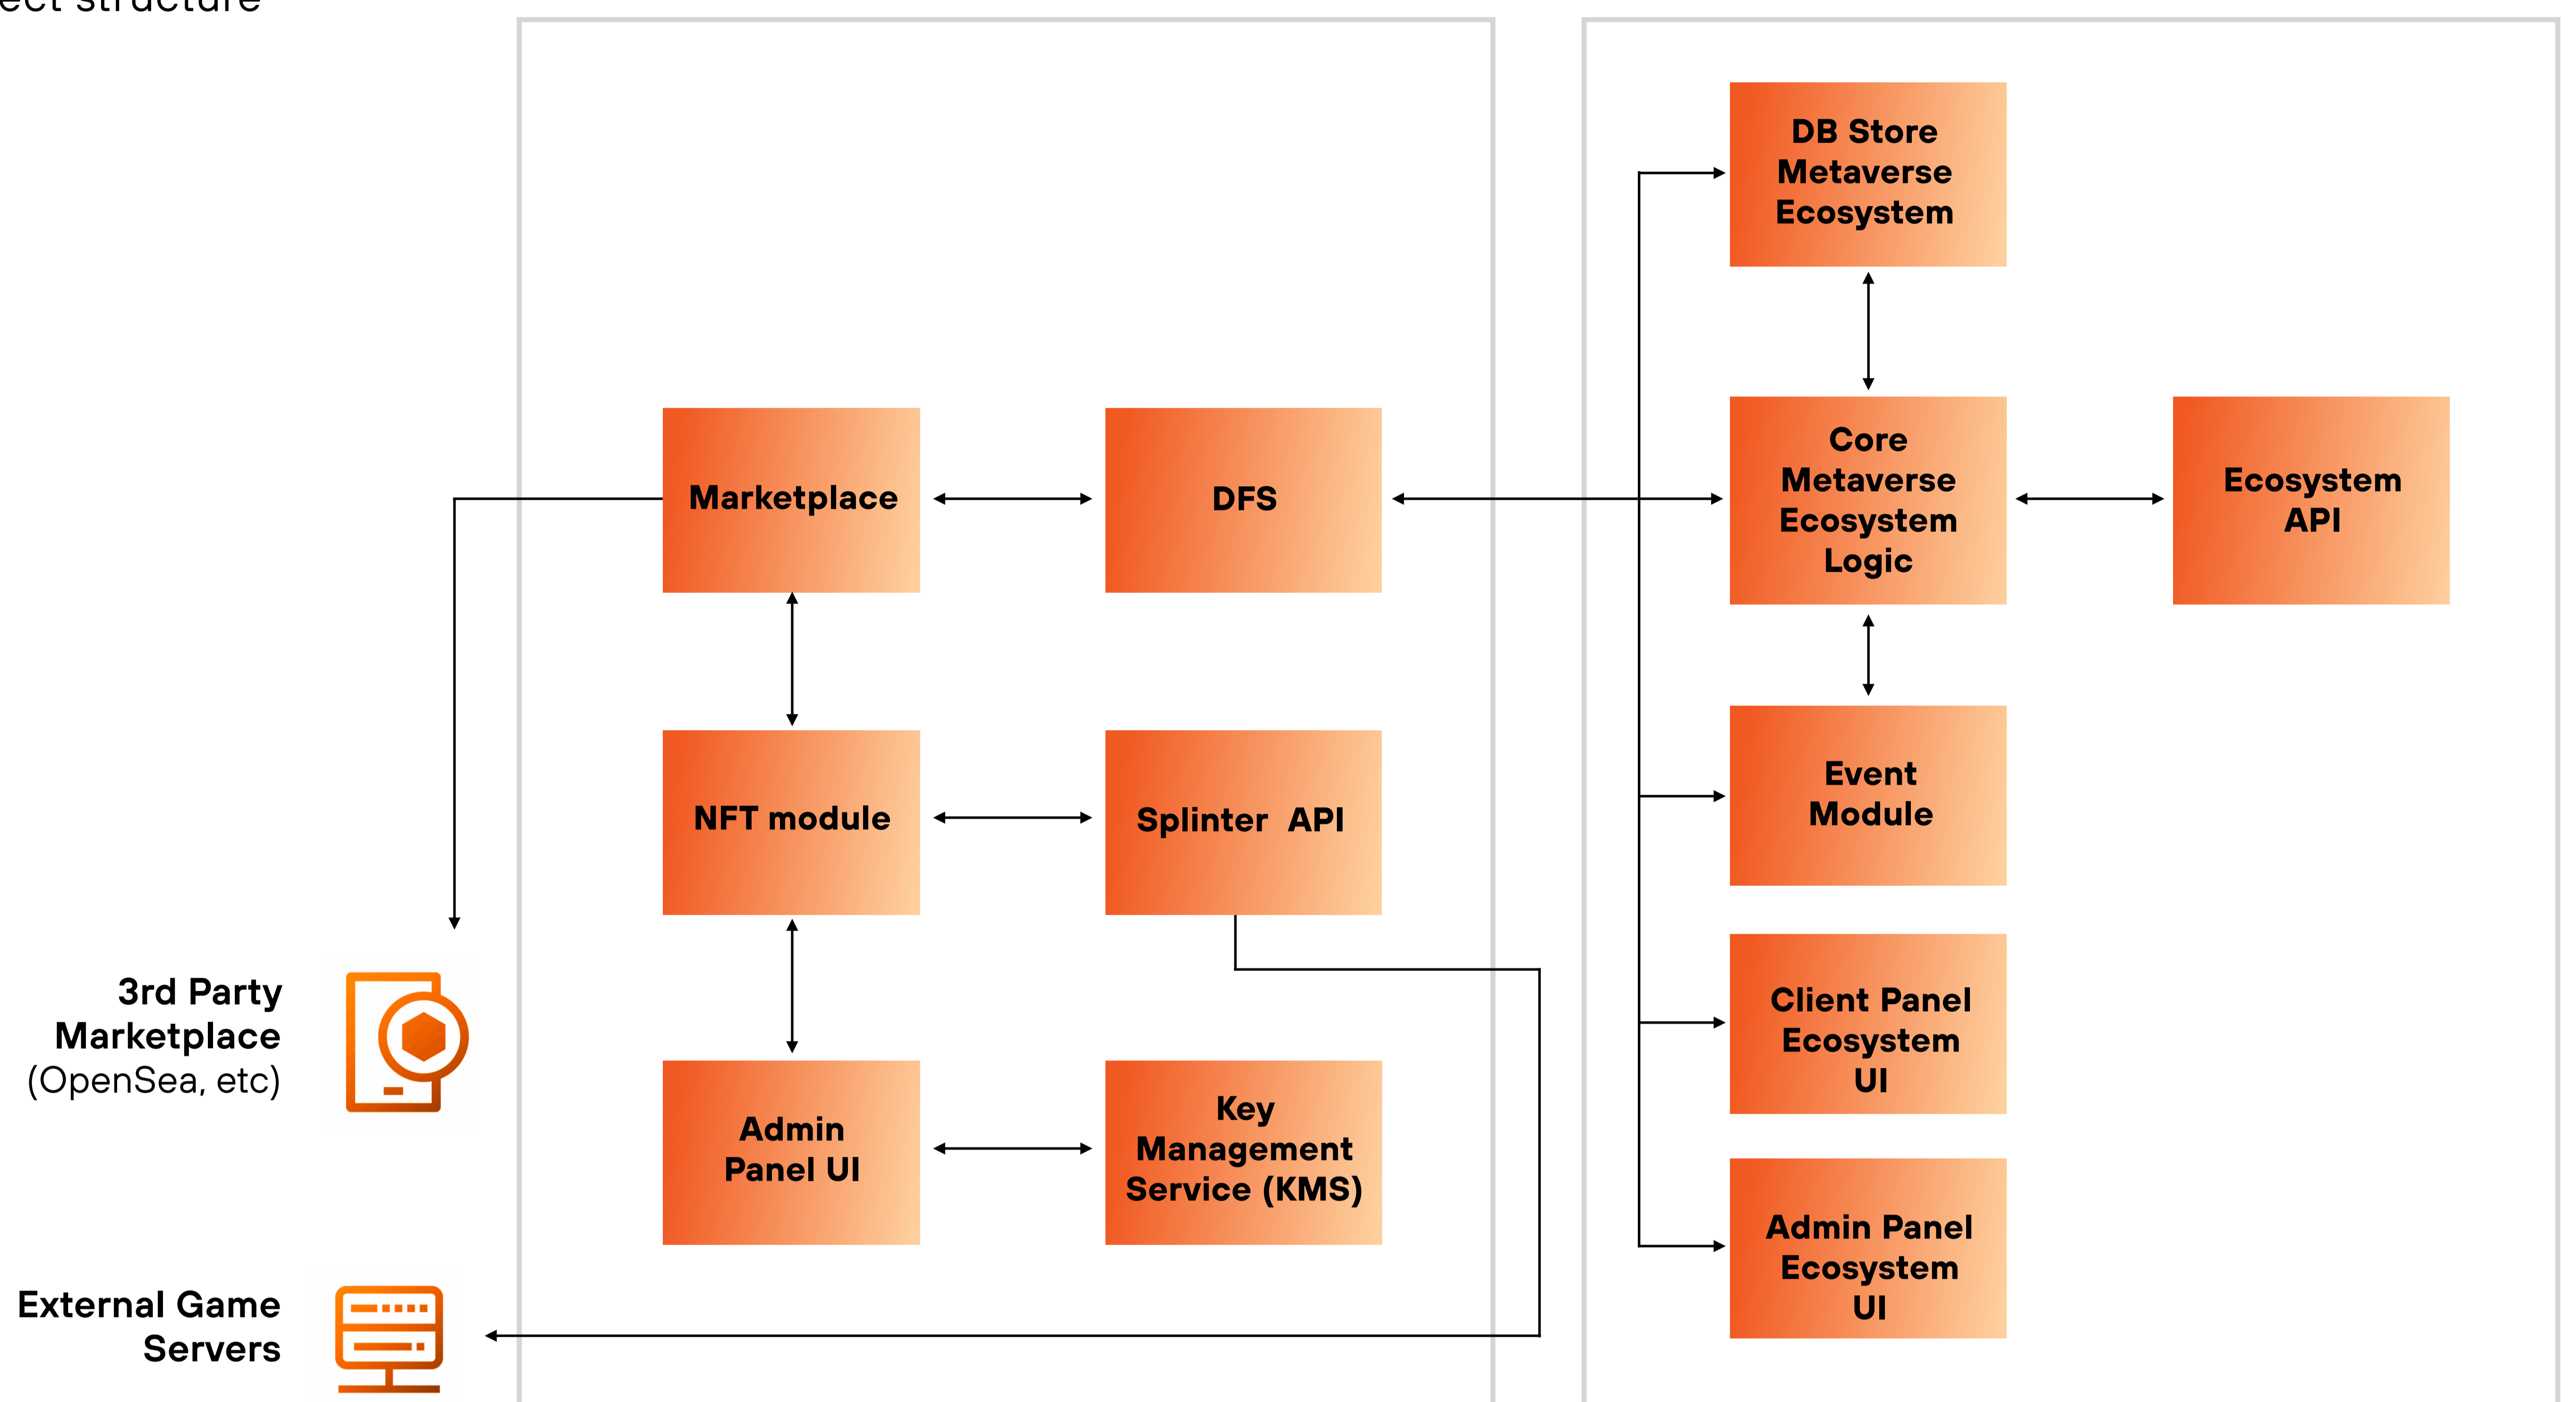 structure
DB Store
Metaverse
Ecosystem
Marketplace
DFS
Core
Metaverse
Ecosystem
Logic
Ecosystem
API
NFT module
Splinter API
Event
Module
3rd Party
Marketplace
(OpenSea, etc)
Admin
Panel UI
Key
Management
Service (KMS)
Client Panel
Ecosystem
UI
External Game
Servers
Admin Panel
Ecosystem
UI